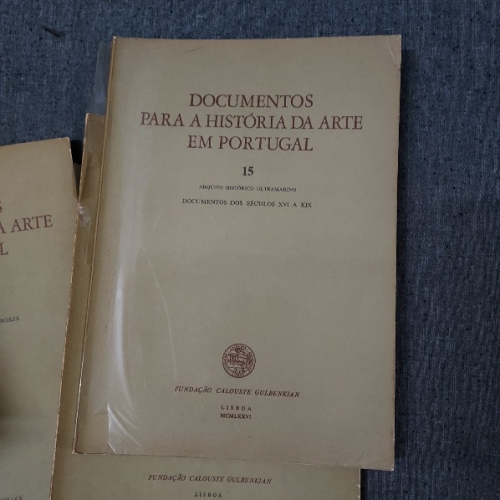 DOCUMENTOS
PARA A HISTÓRIA DA ARTE
EM PORTUGAL
15
ARQUIVO HISTÓRICO ULTRAMARINO
DOCUMENTOS DOS SÉCULOS XVI A XIX
FUNDAÇÃO CALOUSTE GULBENKIAN
LISBOA
MCMLXXVI
S
A ARTE
L
FUNDAÇÃO CALOUSTE GULBENKIAN
LISBOA